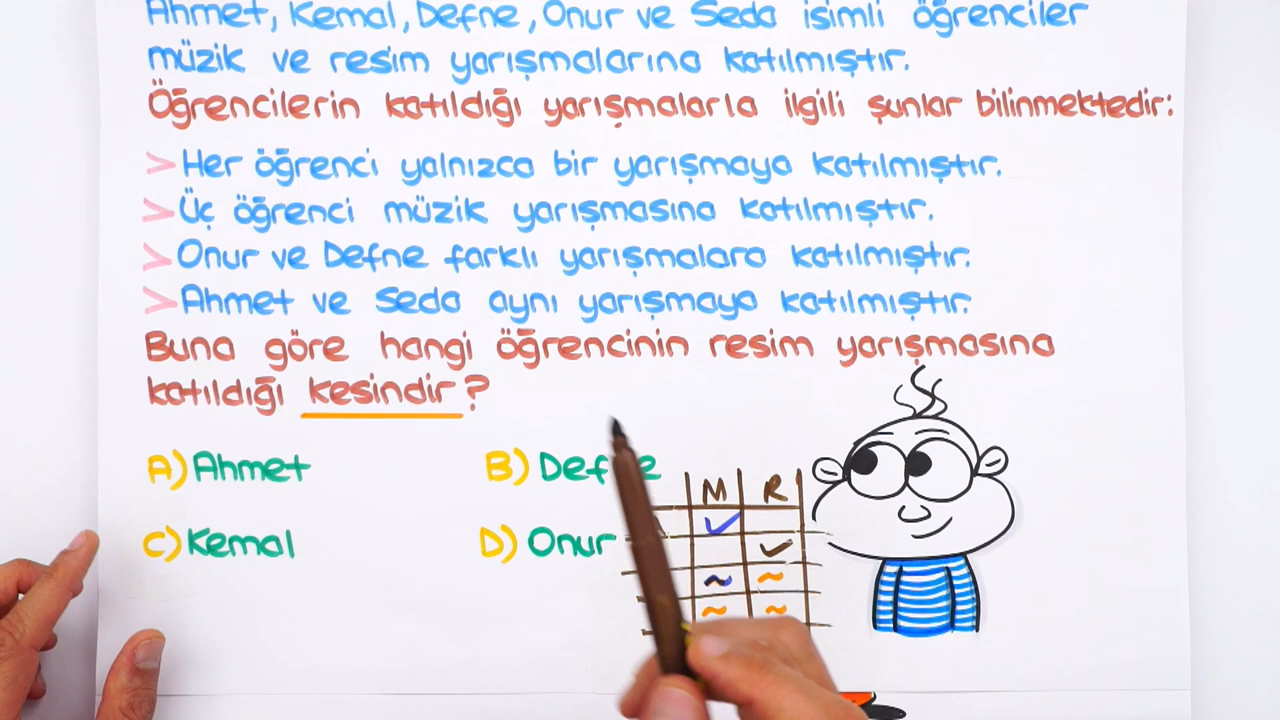 Ahmet, Kemal, Defne, Onur ve Seda isimli öğrenciler
müzik ve resim yarışmalarına katılmıştır.
Öğrencilerin katıldığı yarışmalarla ilgili şunlar bilinmektedir:
> Her öğrenci yalnızca bir yarışmaya katılmıştır.
> Üç öğrenci müzik yarışmasına katılmıştır.
> Onur ve Defne farklı yarışmalara katılmıştır.
> Ahmet ve Seda aynı yarışmaya katılmıştır.
Buna göre hangi öğrencinin resim yarışmasına
katıldığı kesindir?
A) Ahmet B) Defne
C) Kemal D) Onur
M R